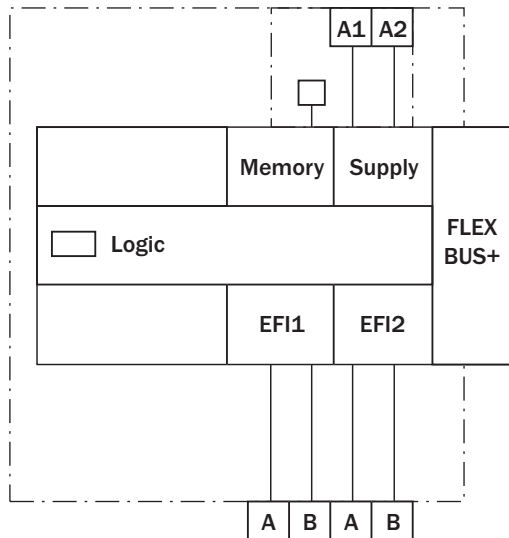 A1 A2
Memory Supply
FLEX
BUS+
Logic
EFI1 EFI2
A B A B